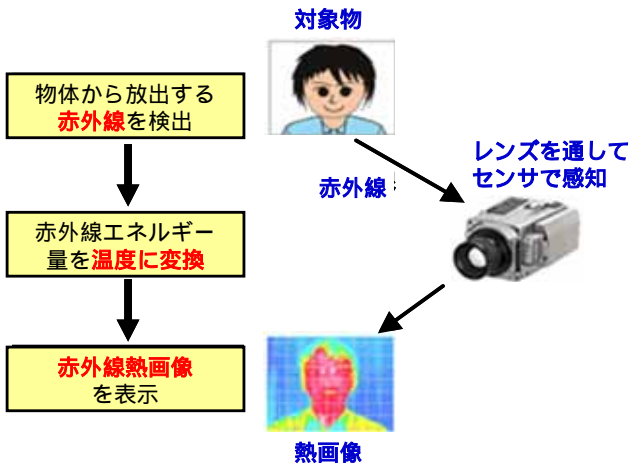 対象物
物体から放出する
赤外線を検出
レンズを通して
センサで感知
赤外線
赤外線エネルギー
量を温度に変換
赤外線熱画像
を表示
熱画像